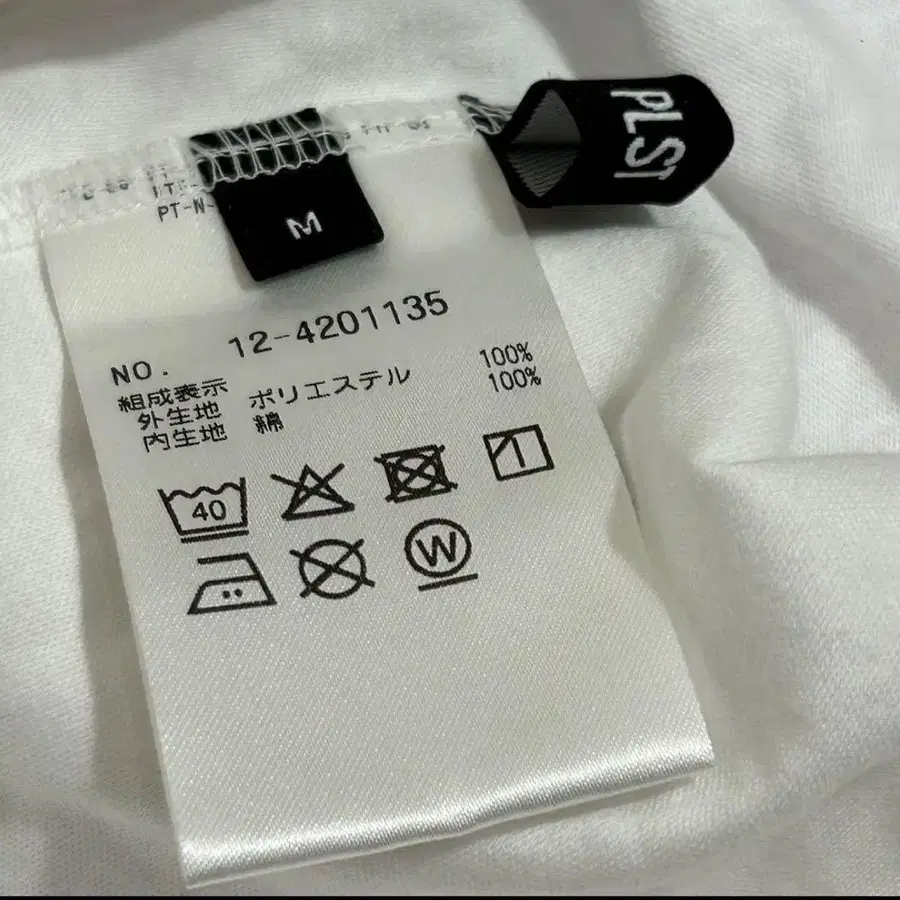 PLST
PT-N-
M
NO. 12-4201135
組成表示
外生地 ポリエステル 100%
内生地 綿 100%
40
W